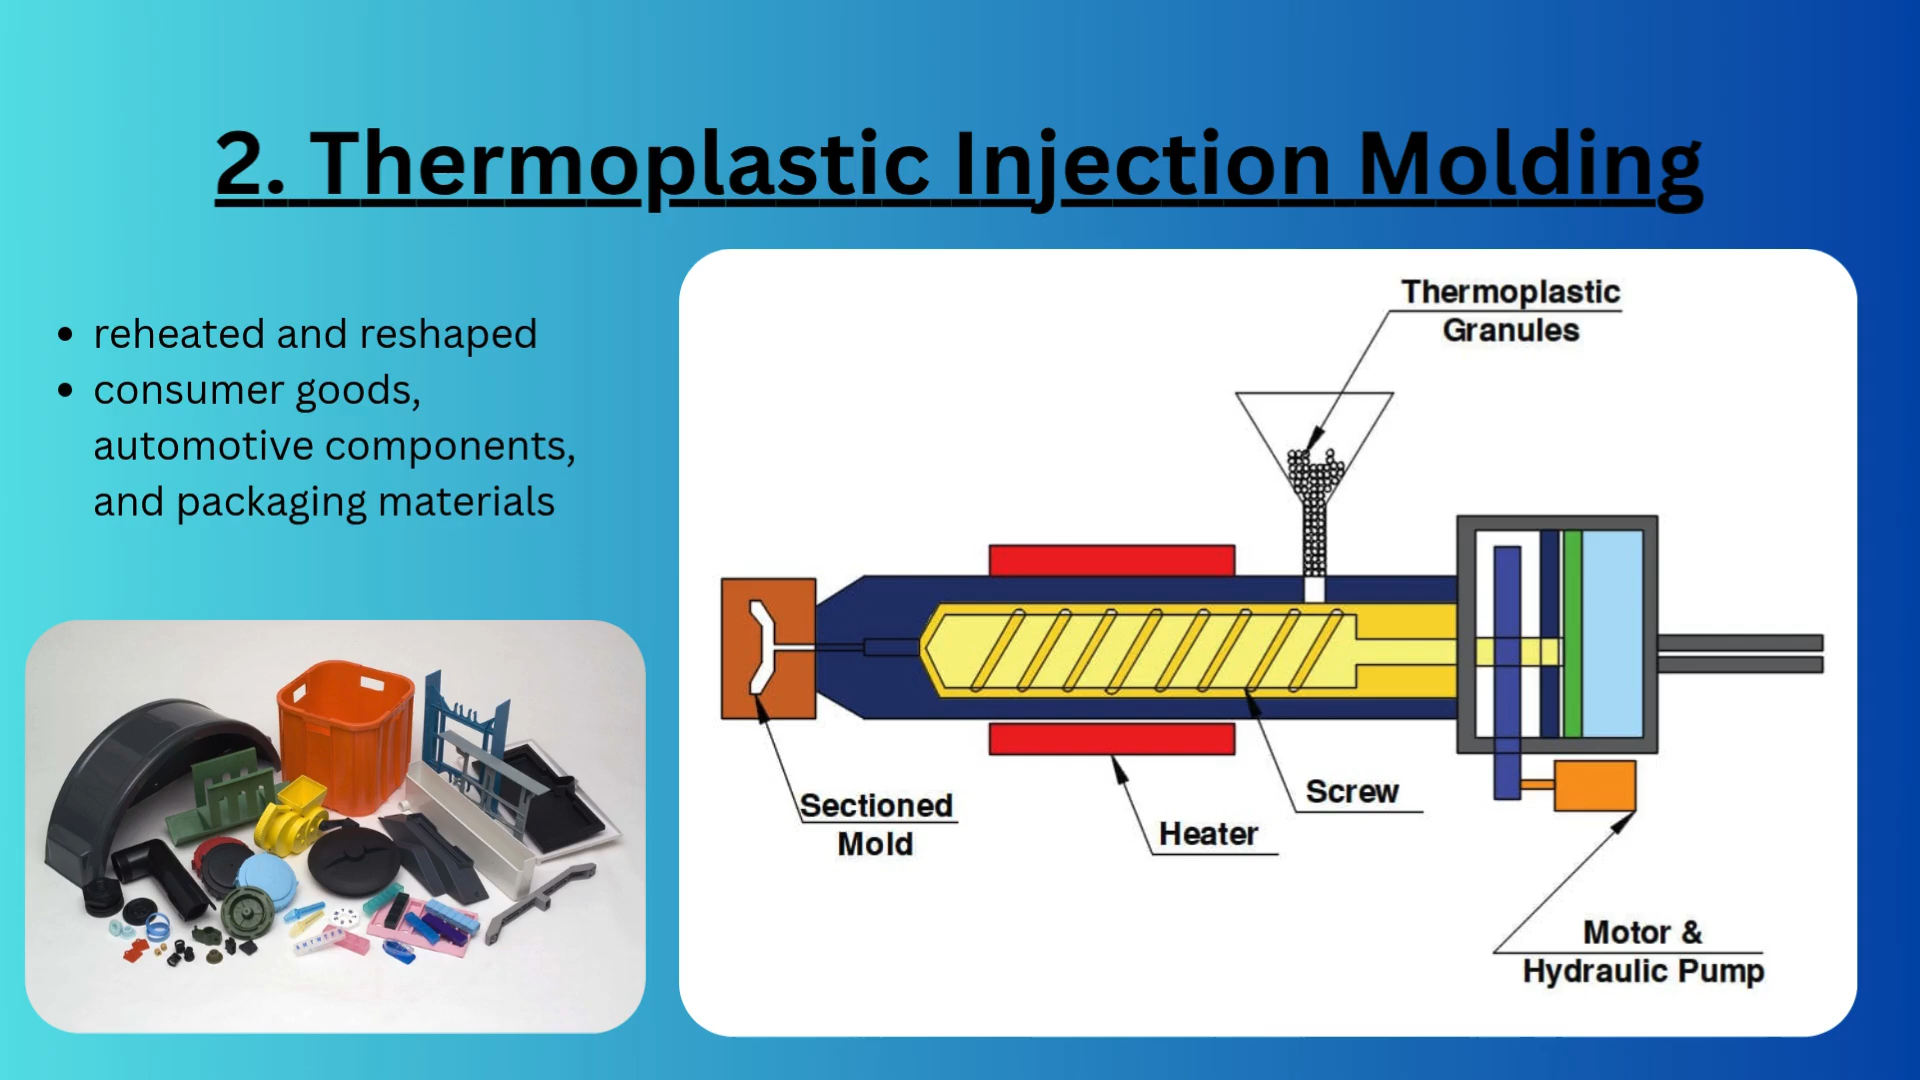 2. Thermoplastic Injection Molding
• reheated and reshaped
• consumer goods,
automotive components,
and packaging materials
Thermoplastic
Granules
Sectioned
Mold
Heater
Screw
Motor &
Hydraulic Pump